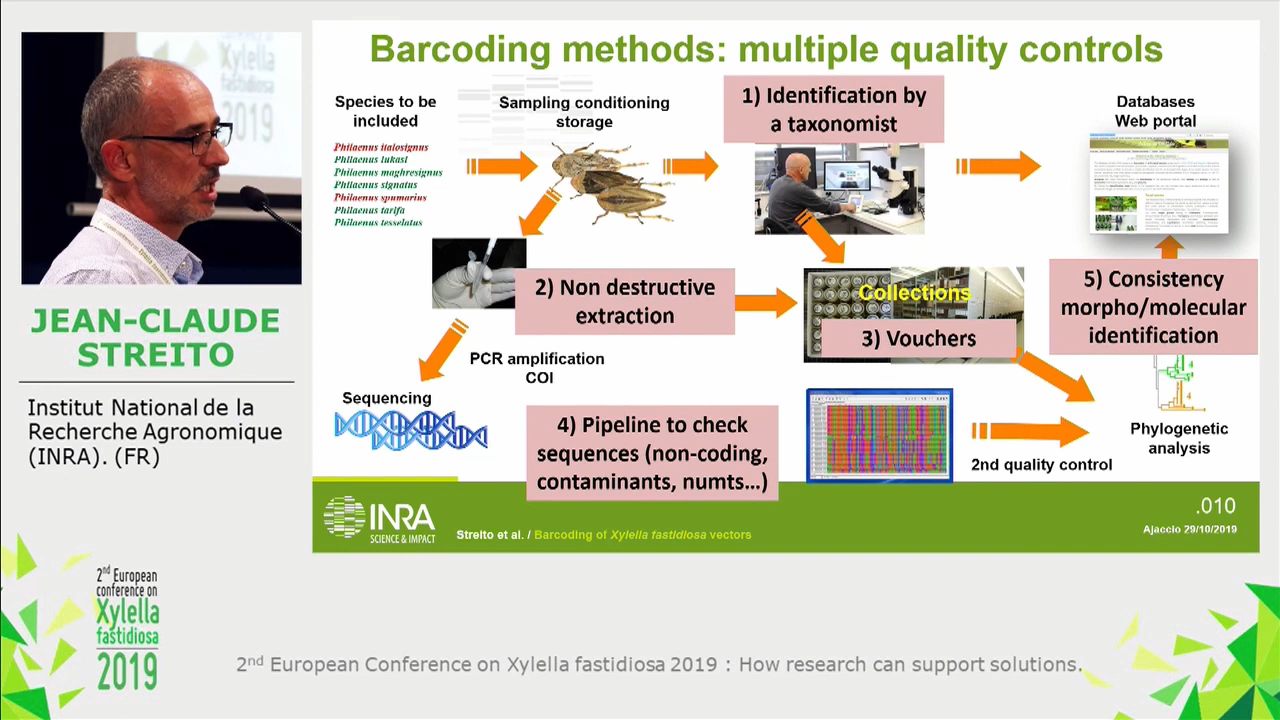 Xylella
fastidiosa
2019
JEAN-CLAUDE
STREITO
Institut National de la
Recherche Agronomique
(INRA). (FR)
Barcoding methods: multiple quality controls
Species to be
included
Philaenus italosignus
Philaenus lukasi
Philaenus maghresignus
Philaenus signatus
Philaenus spumarius
Philaenus tarifa
Philaenus tesselatus
Sampling conditioning
storage
1) Identification by
a taxonomist
Databases
Web portal
2) Non destructive
extraction
Collections
3) Vouchers
5) Consistency
morpho/molecular
identification
PCR amplification
COI
Sequencing
4) Pipeline to check
sequences (non-coding,
contaminants, numts...)
2nd quality control
Phylogenetic
analysis
INRA
SCIENCE & IMPACT
Streito et al. / Barcoding of Xylella fastidiosa vectors
.010
Ajaccio 29/10/2019
2nd European
conference on
Xylella
fastidiosa
2019
2nd European Conference on Xylella fastidiosa 2019 : How research can support solutions.